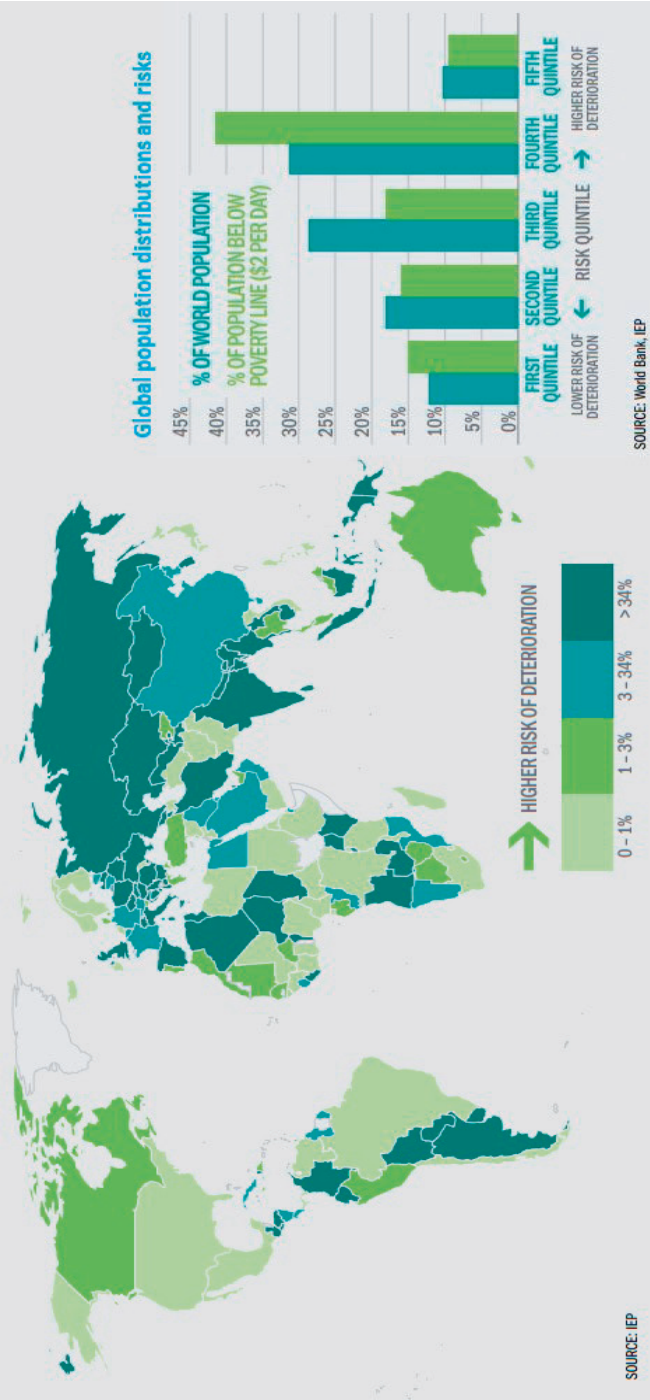 SOURCE: IEP
HIGHER RISK OF DETERIORATION
0 – 1%
1 – 3%
3 – 34%
> 34%
Global population distributions and risks
45%
40%
35%
30%
25%
20%
15%
10%
5%
0%
% OF WORLD POPULATION
% OF POPULATION BELOW
POVERTY LINE ($2 PER DAY)
FIRST
QUINTILE
SECOND
QUINTILE
THIRD
QUINTILE
FOURTH
QUINTILE
FIFTH
QUINTILE
LOWER RISK OF
DETERIORATION
RISK QUINTILE
HIGHER RISK OF
DETERIORATION
SOURCE: World Bank, IEP